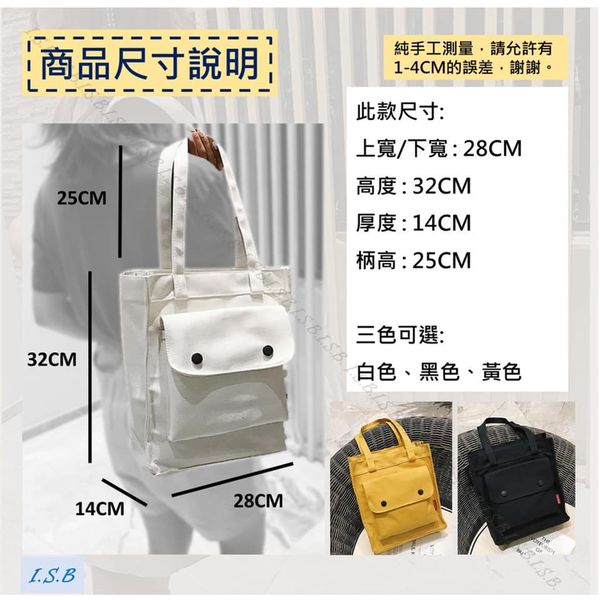 商品尺寸說明
純手工測量，請允許有
1-4CM的誤差，謝謝。
此款尺寸:
上寬/下寬 : 28CM
高度 : 32CM
厚度 : 14CM
柄高 : 25CM
三色可選:
白色、黑色、黃色
25CM
32CM
14CM
28CM
I.S.B